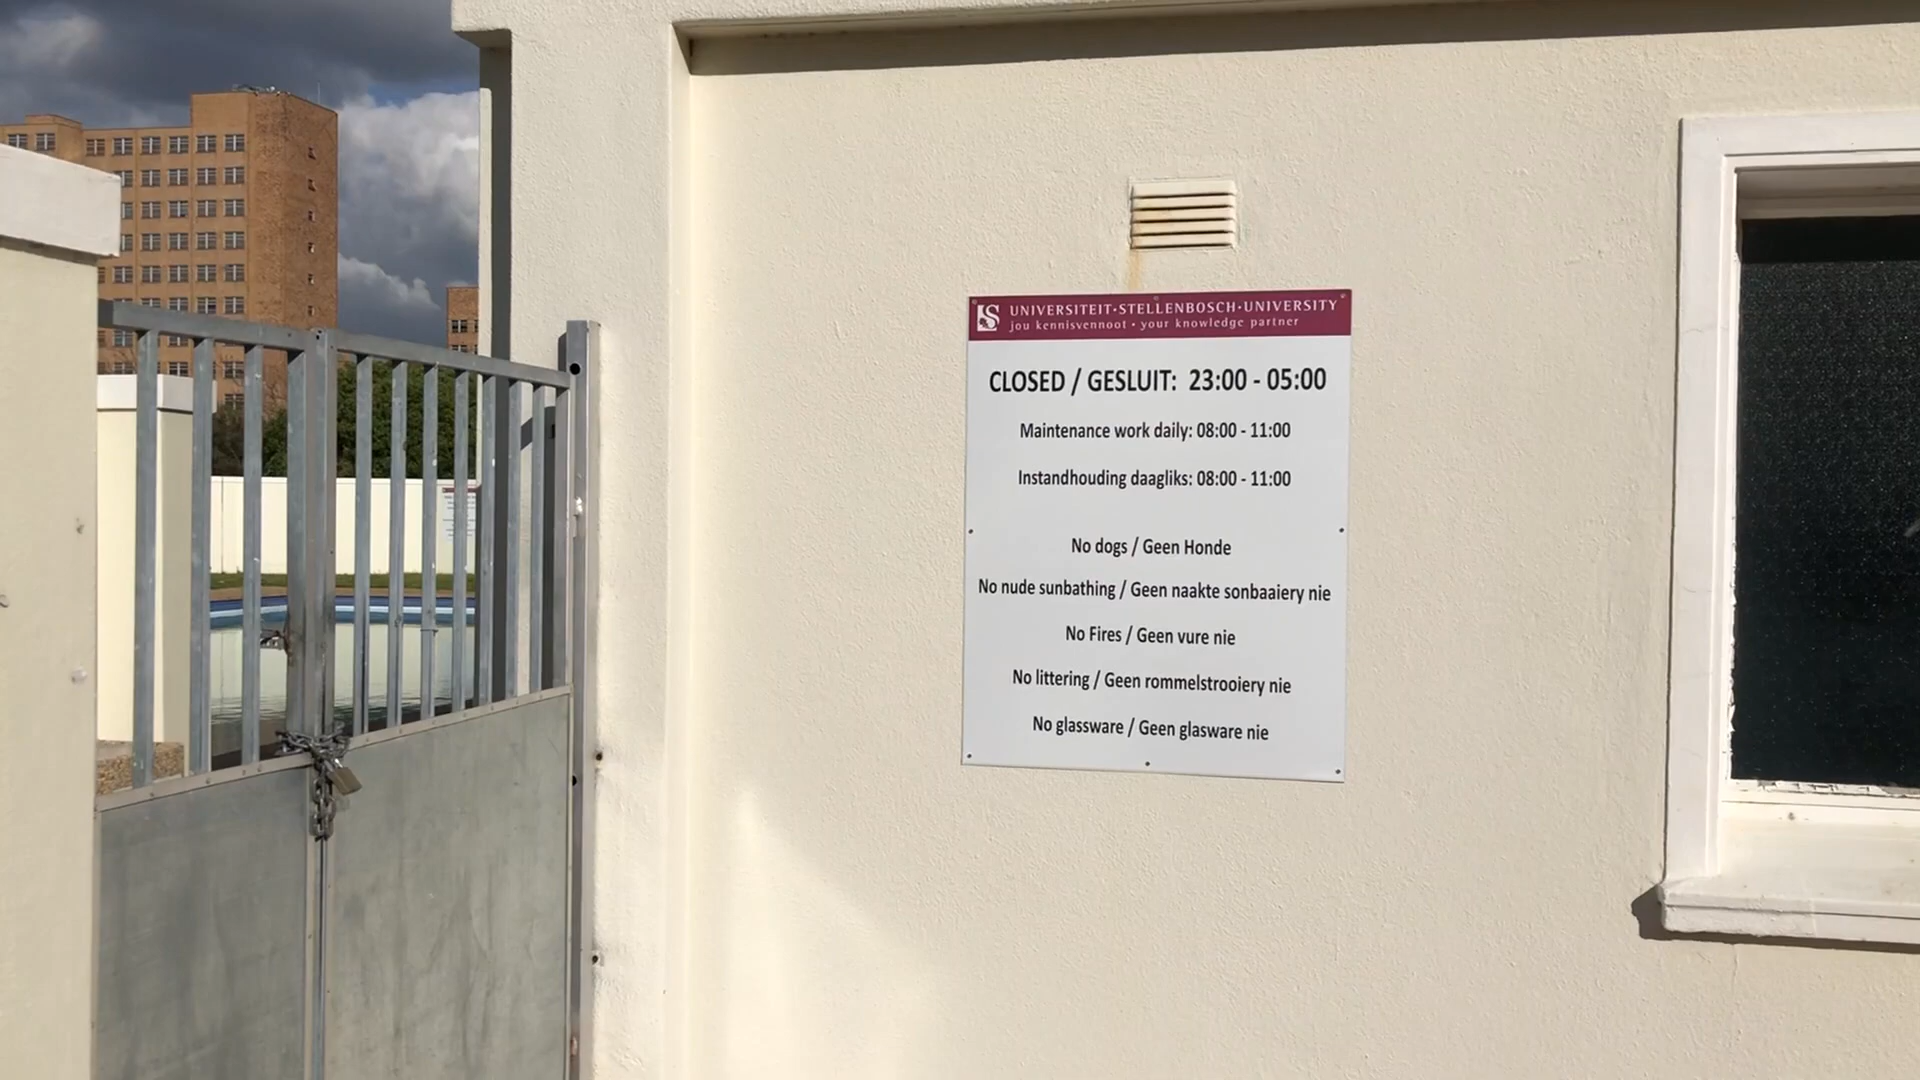 UNIVERSITEIT·STELLENBOSCH·UNIVERSITY
jou kennisvennoot · your knowledge partner
CLOSED / GESLUIT: 23:00 - 05:00
Maintenance work daily: 08:00 - 11:00
Instandhouding daagliks: 08:00 - 11:00
No dogs / Geen Honde
No nude sunbathing / Geen naakte sonbaaiery nie
No Fires / Geen vure nie
No littering / Geen rommelstrooiery nie
No glassware / Geen glasware nie